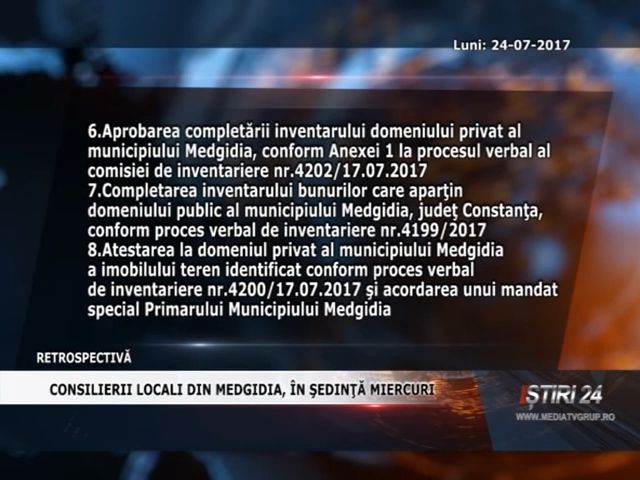 Luni: 24-07-2017
6.Aprobarea completării inventarului domeniului privat al
municipiului Medgidia, conform Anexei 1 la procesul verbal al
comisiei de inventariere nr.4202/17.07.2017
7.Completarea inventarului bunurilor care aparţin
domeniului public al municipiului Medgidia, județ Constanţa,
conform proces verbal de inventariere nr.4199/2017
8.Atestarea la domeniul privat al municipiului Medgidia
a imobilului teren identificat conform proces verbal
de inventariere nr.4200/17.07.2017 şi acordarea unui mandat
special Primarului Municipiului Medgidia
RETROSPECTIVĂ
CONSILIERII LOCALI DIN MEDGIDIA, ÎN ŞEDINŢĂ MIERCURI
ȘTIRI 24
WWW.MEDIATVGRUP.RO